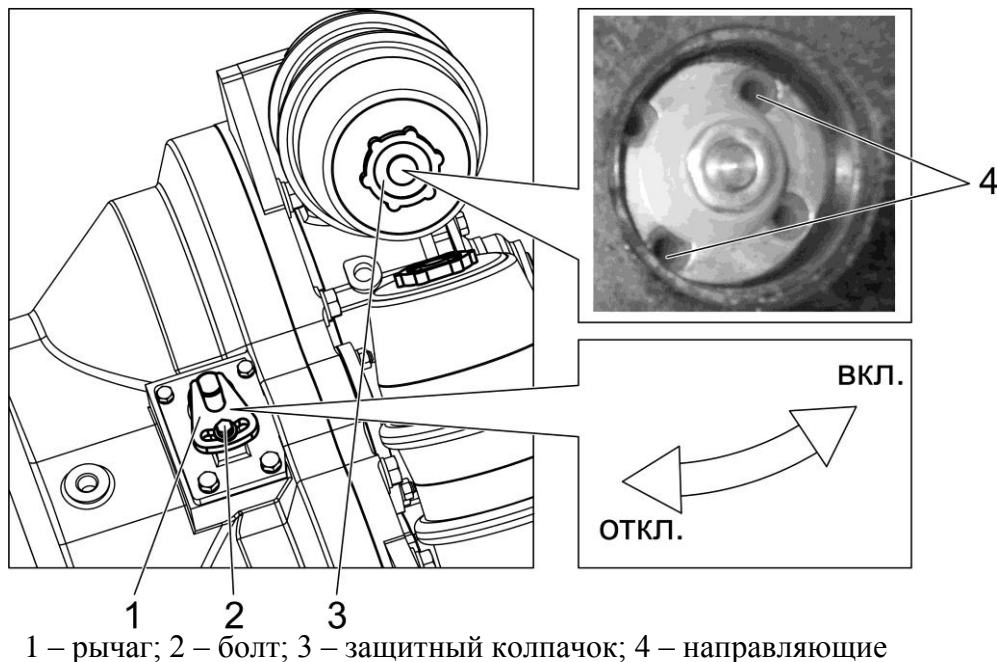 4
ВКЛ.
ОТКЛ.
1 2 3
1 – рычаг; 2 – болт; 3 – защитный колпачок; 4 – направляющие